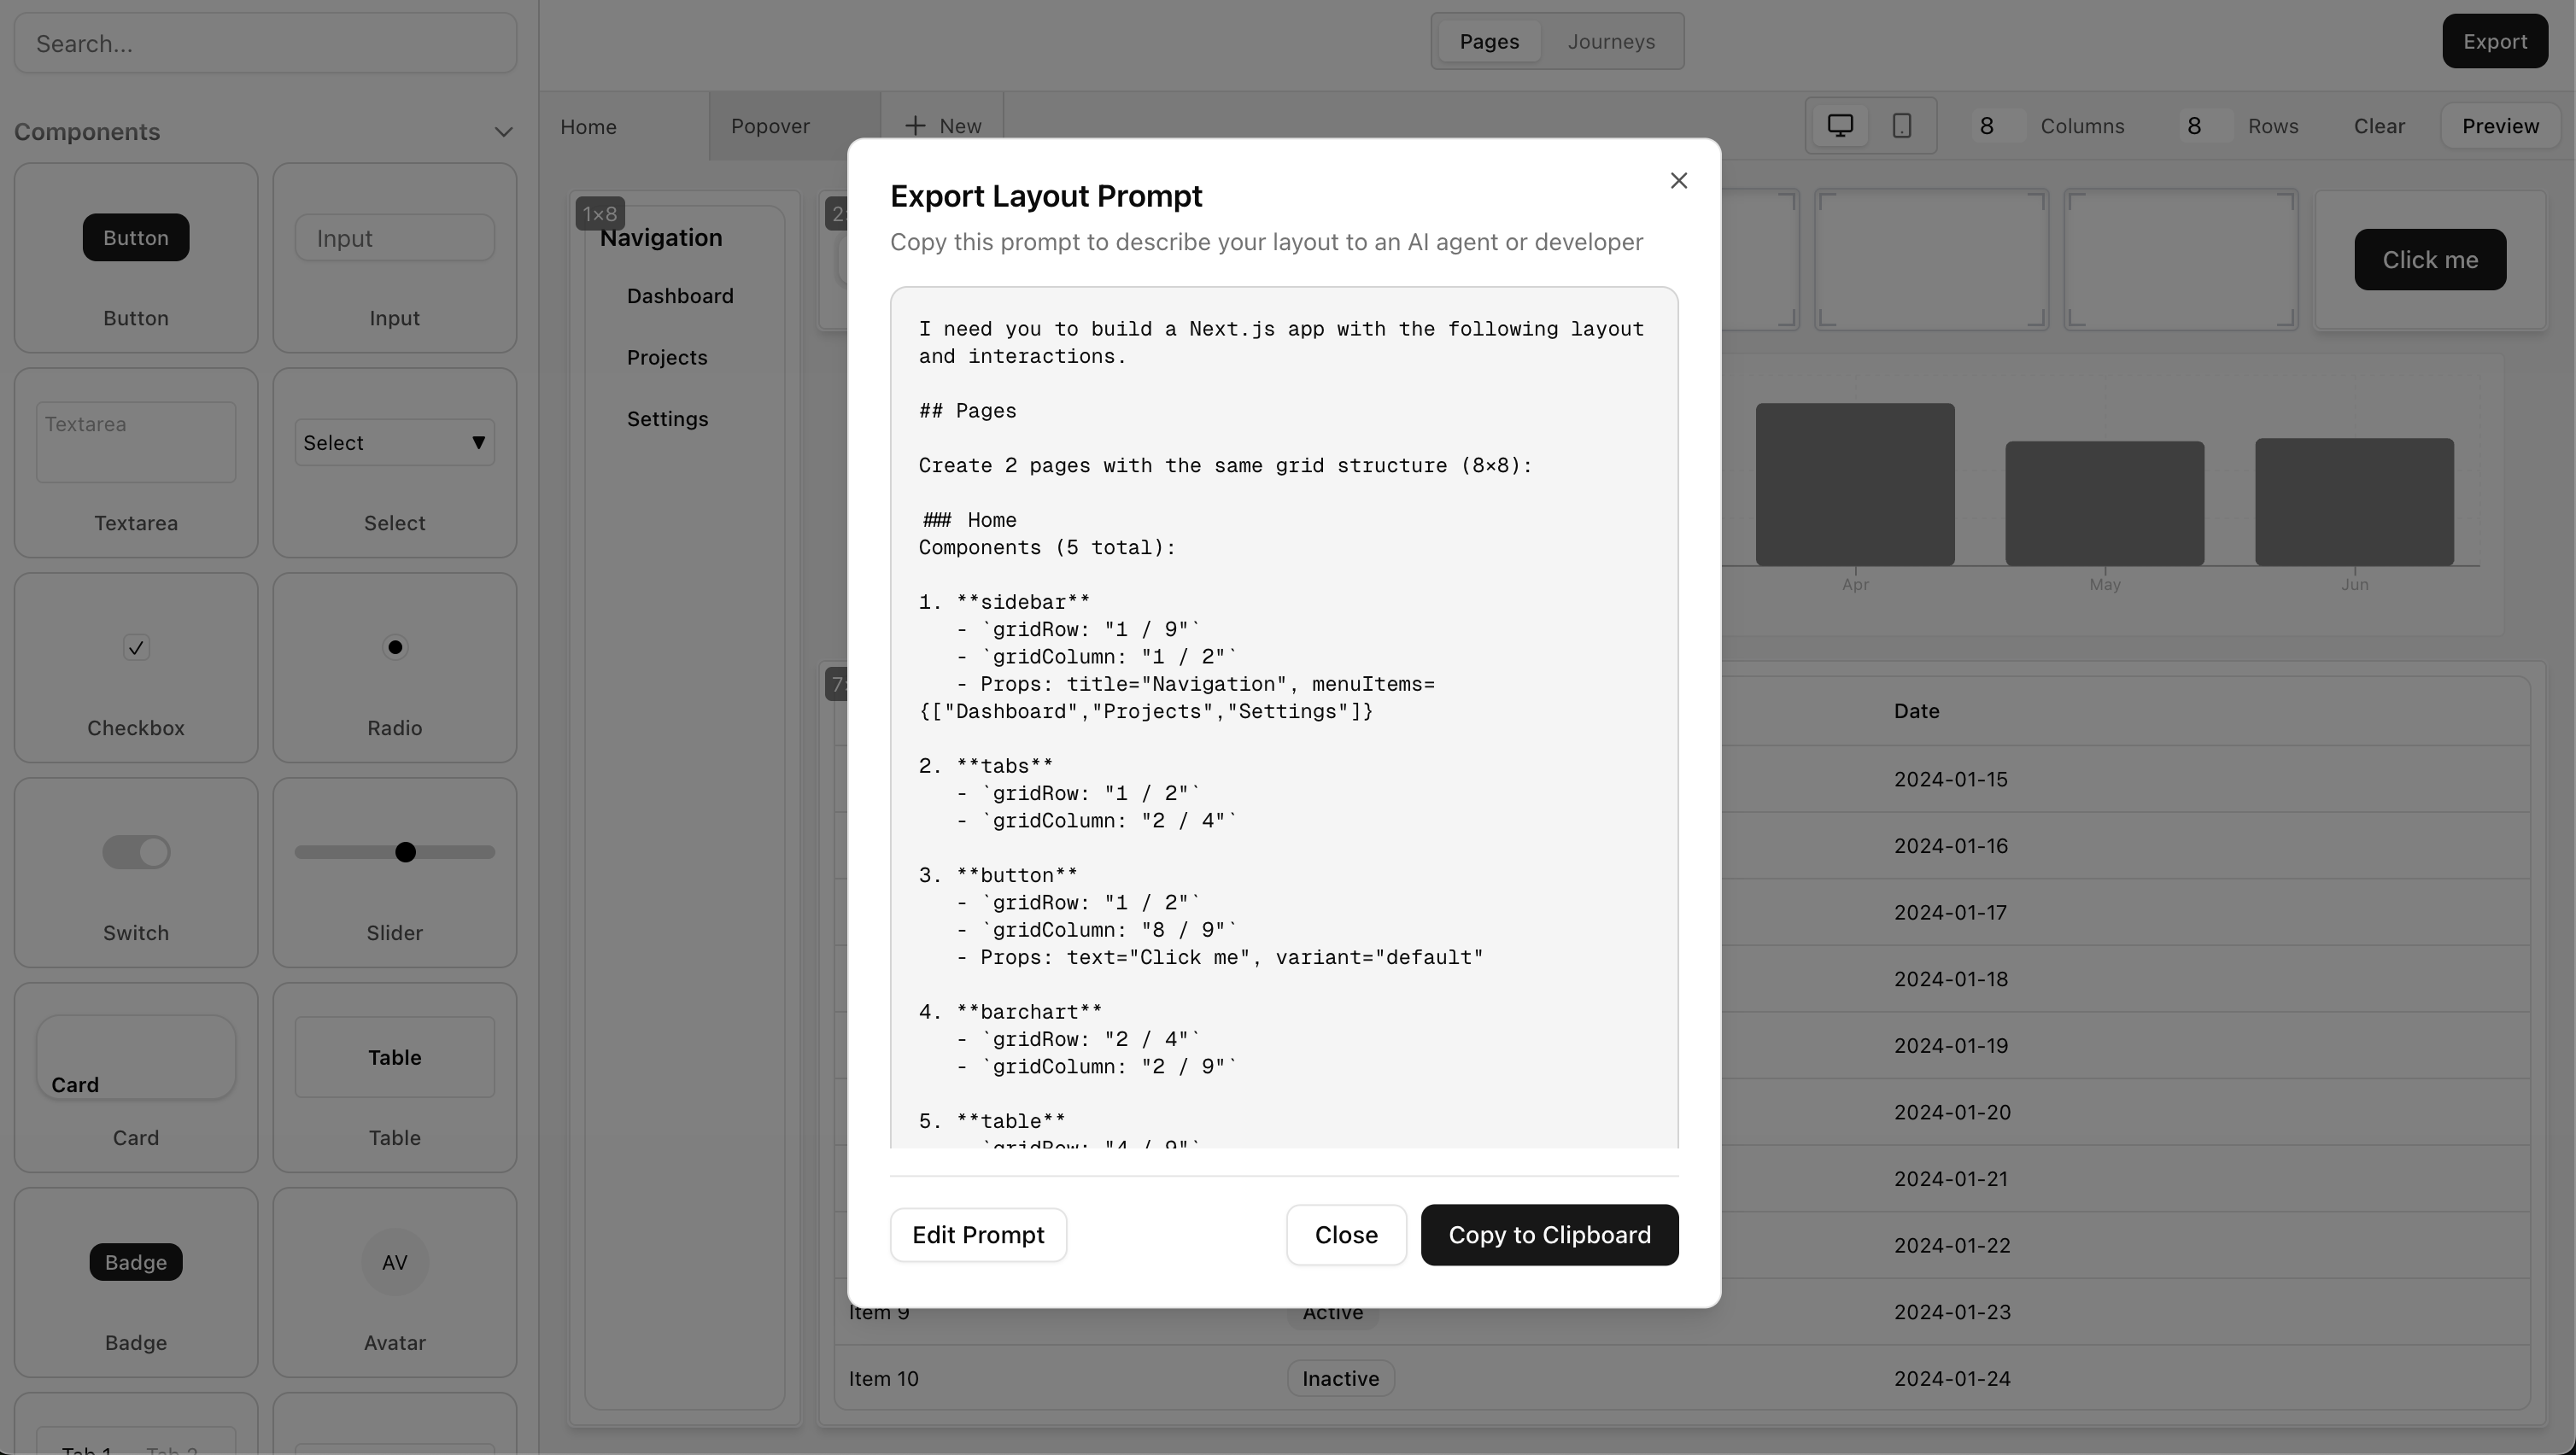 Search...
Pages
Journeys
Export
Components
Home
Popover
New
8
Columns
8
Rows
Clear
Preview
Button
Button
Input
Input
Textarea
Textarea
Select
▼
Select
Checkbox
Radio
Switch
Slider
Card
Card
Table
Table
Badge
Badge
AV
Avatar
Tab 1
Tab 2
1×8
Navigation
Dashboard
Projects
Settings
Click me
Apr
May
Jun
Export Layout Prompt
Copy this prompt to describe your layout to an AI agent or developer
I need you to build a Next.js app with the following layout
and interactions.
## Pages
Create 2 pages with the same grid structure (8×8):
### Home
Components (5 total):
1. **sidebar**
- `gridRow: "1 / 9"`
- `gridColumn: "1 / 2"`
- Props: title="Navigation", menuItems=
{["Dashboard","Projects","Settings"]}
2. **tabs**
- `gridRow: "1 / 2"`
- `gridColumn: "2 / 4"`
3. **button**
- `gridRow: "1 / 2"`
- `gridColumn: "8 / 9"`
- Props: text="Click me", variant="default"
4. **barchart**
- `gridRow: "2 / 4"`
- `gridColumn: "2 / 9"`
5. **table**
- `gridRow: "4 / 9"`
Edit Prompt
Close
Copy to Clipboard
Date
2024-01-15
2024-01-16
2024-01-17
2024-01-18
2024-01-19
2024-01-20
2024-01-21
2024-01-22
Item 9
Active
2024-01-23
Item 10
Inactive
2024-01-24